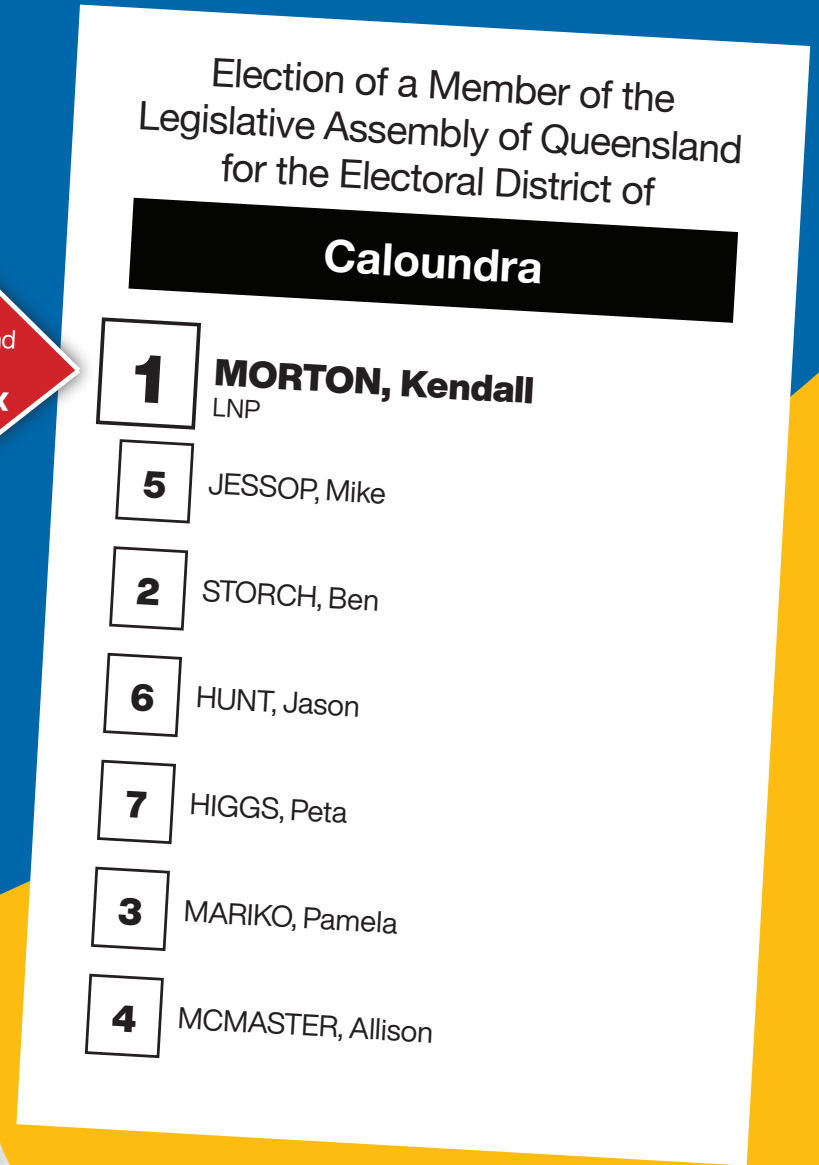 Election of a Member of the
Legislative Assembly of Queensland
for the Electoral District of
Caloundra
1 MORTON, Kendall
LNP
5 JESSOP, Mike
2 STORCH, Ben
6 HUNT, Jason
7 HIGGS, Peta
3 MARIKO, Pamela
4 MCMASTER, Allison